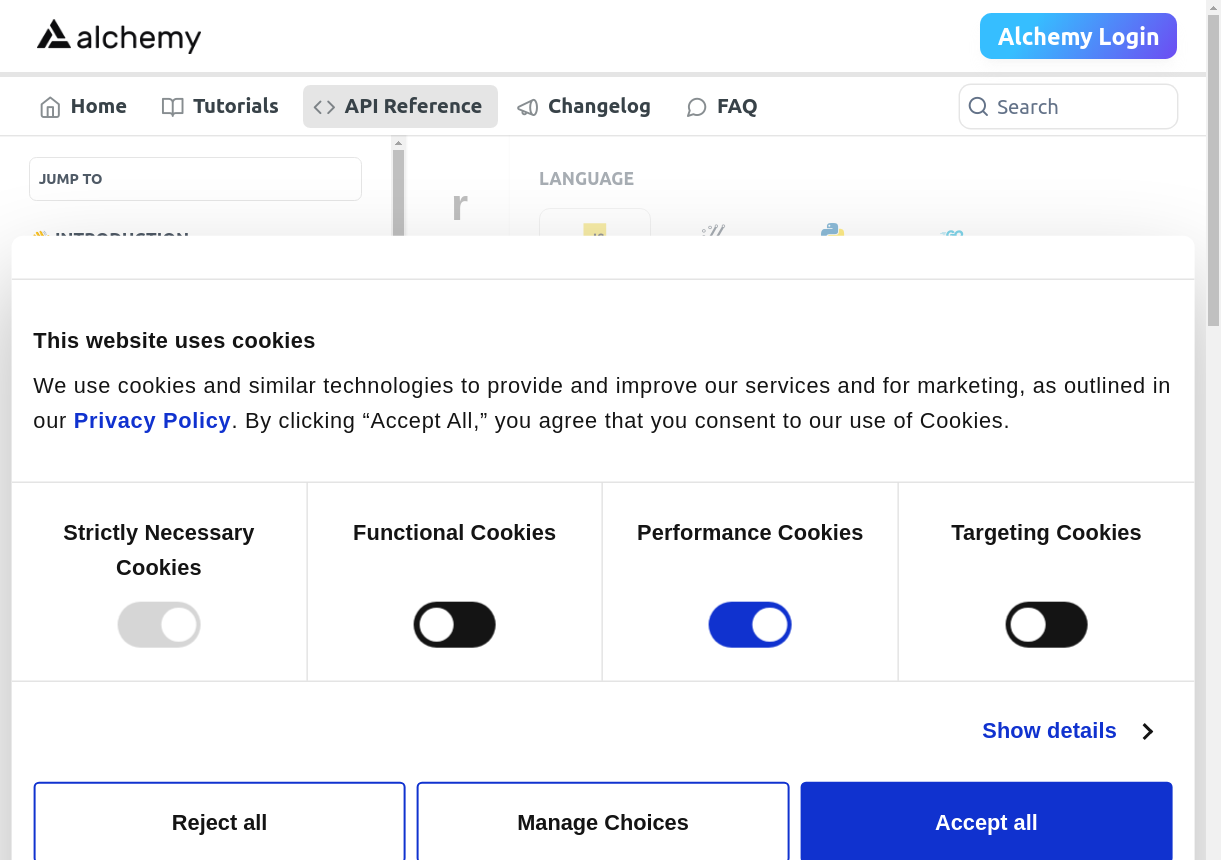 alchemy
Alchemy Login
Home
Tutorials
API Reference
Changelog
FAQ
Search
JUMP TO
LANGUAGE
r
INTRODUCTION
This website uses cookies
We use cookies and similar technologies to provide and improve our services and for marketing, as outlined in
our Privacy Policy. By clicking “Accept All,” you agree that you consent to our use of Cookies.
Strictly Necessary
Cookies
Functional Cookies
Performance Cookies
Targeting Cookies
Show details
Reject all
Manage Choices
Accept all